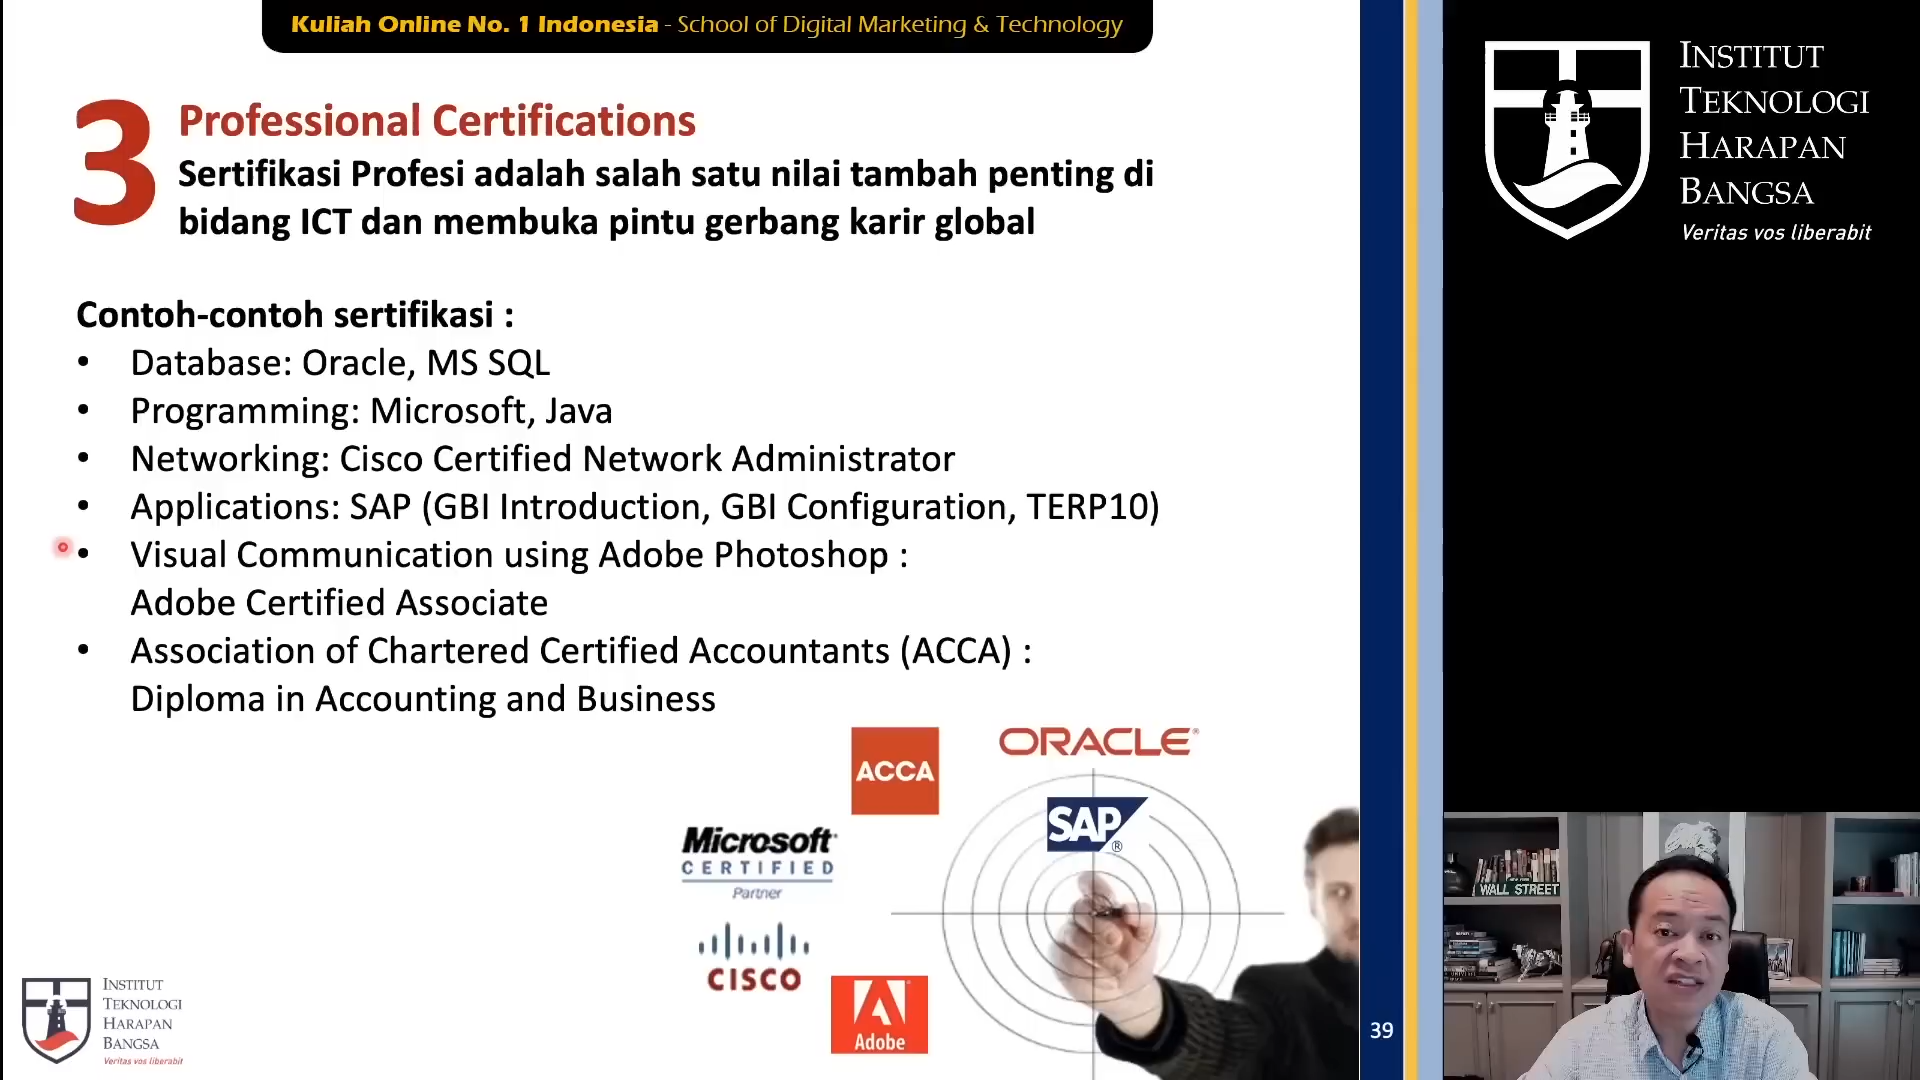 Kuliah Online No. 1 Indonesia - School of Digital Marketing & Technology
3
Professional Certifications
Sertifikasi Profesi adalah salah satu nilai tambah penting di
bidang ICT dan membuka pintu gerbang karir global
Contoh-contoh sertifikasi :
• Database: Oracle, MS SQL
• Programming: Microsoft, Java
• Networking: Cisco Certified Network Administrator
• Applications: SAP (GBI Introduction, GBI Configuration, TERP10)
• Visual Communication using Adobe Photoshop :
Adobe Certified Associate
• Association of Chartered Certified Accountants (ACCA) :
Diploma in Accounting and Business
ACCA
ORACLE®
SAP®
Microsoft
CERTIFIED
Partner
CISCO
Adobe
INSTITUT
TEKNOLOGI
HARAPAN
BANGSA
Veritas vos liberabit
39
INSTITUT
TEKNOLOGI
HARAPAN
BANGSA
Veritas vos liberabit
WALL STREET